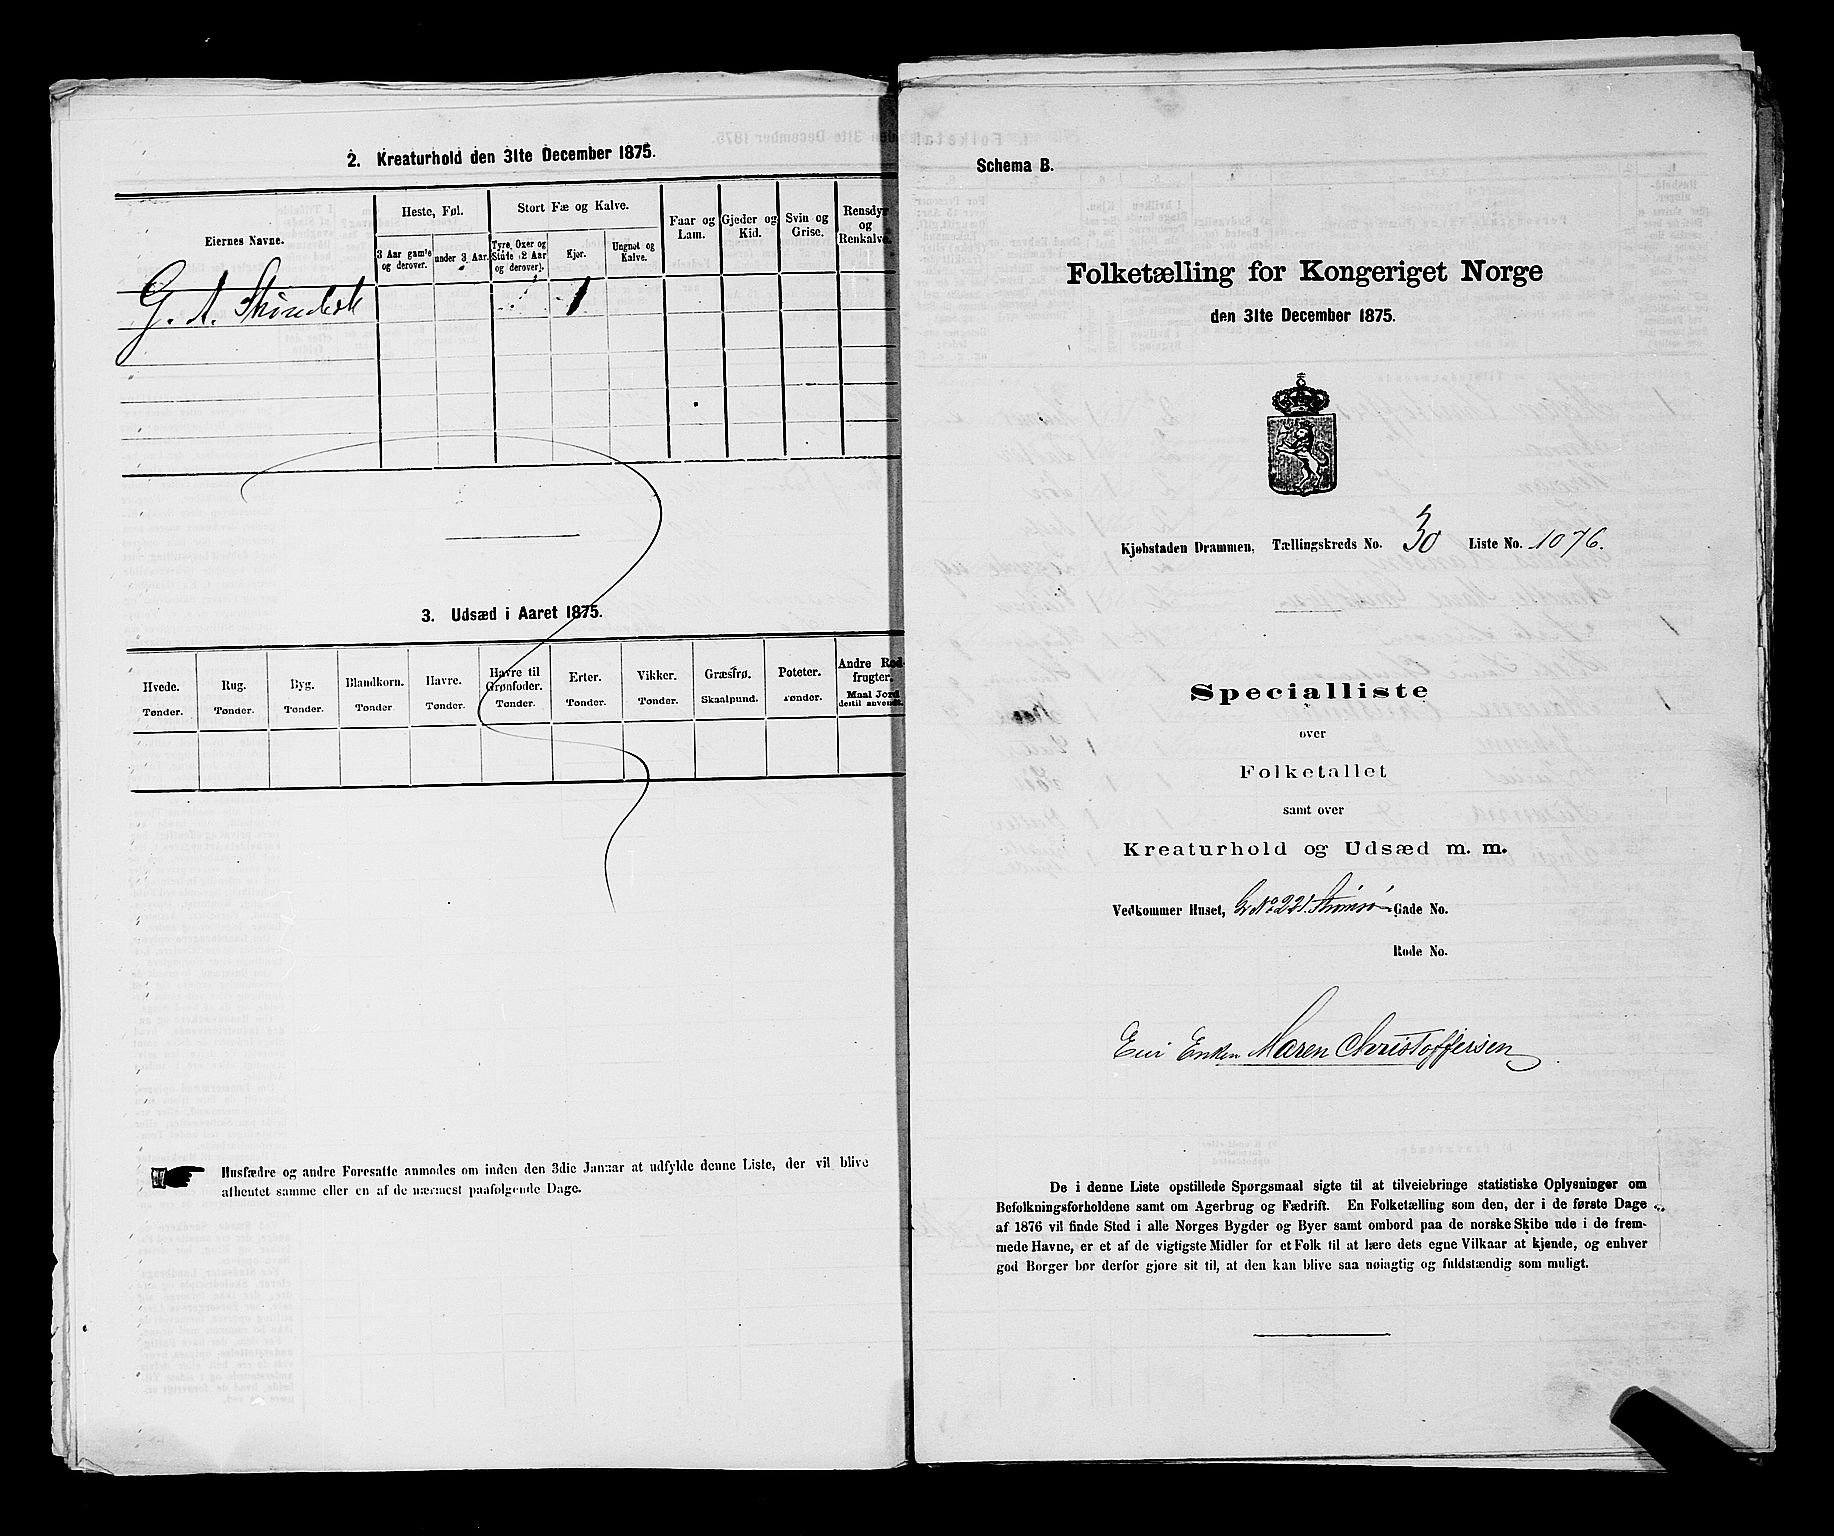 2. Kreaturhold den 31te December 1875.
Eiernes Navne.
Heste, Føl.
Stort Fæ og Kalve.
Faar og Lam.
Gjeder og Kid.
Svin og Grise.
Rensdyr og Renkalve.
3 Aar gamle og derover.
under 3 Aar.
Tyre, Oxer og Stude (2 Aar og derover).
Kjør.
Ungnøt og Kalve.
G. A. 1
3. Udsæd i Aaret 1875.
Hvede. Rug. Byg. Blandkorn. Havre. Havre til Grønfoder. Erter. Vikker. Græsfrø. Poteter. Andre Rodfrugter.
Tønder. Tønder. Tønder. Tønder. Tønder. Tønder. Tønder. Tønder. Skaalpund. Tønder. Maal Jord dertil anvendt.
Husfædre og andre Foresatte anmodes om inden den 3die Januar at udfylde denne Liste, der vil blive
afhentet samme eller en af de nærmest paafølgende Dage.
Schema B.
Folketælling for Kongeriget Norge
den 31te December 1875.
Kjøbstaden Drammen, Tællingskreds No. 30 Liste No. 1076.
Specialliste
over
Folketallet
samt over
Kreaturhold og Udsæd m. m.
Vedkommer Huset, G No 221. Strømsø Gade No.
Rode No.
Enken Maren Christoffersen
De i denne Liste opstillede Spørgsmaal sigte til at tilveiebringe statistiske Oplysninger om
Befolkningsforholdene samt om Agerbrug og Fædrift. En Folketælling som den, der i de første Dage
af 1876 vil finde Sted i alle Norges Bygder og Byer samt ombord paa de norske Skibe ude i de frem-
mede Havne, er et af de vigtigste Midler for et Folk til at lære dets egne Vilkaar at kjende, og enhver
god Borger bør derfor gjøre sit til, at den kan blive saa nøiagtig og fuldstændig som muligt.